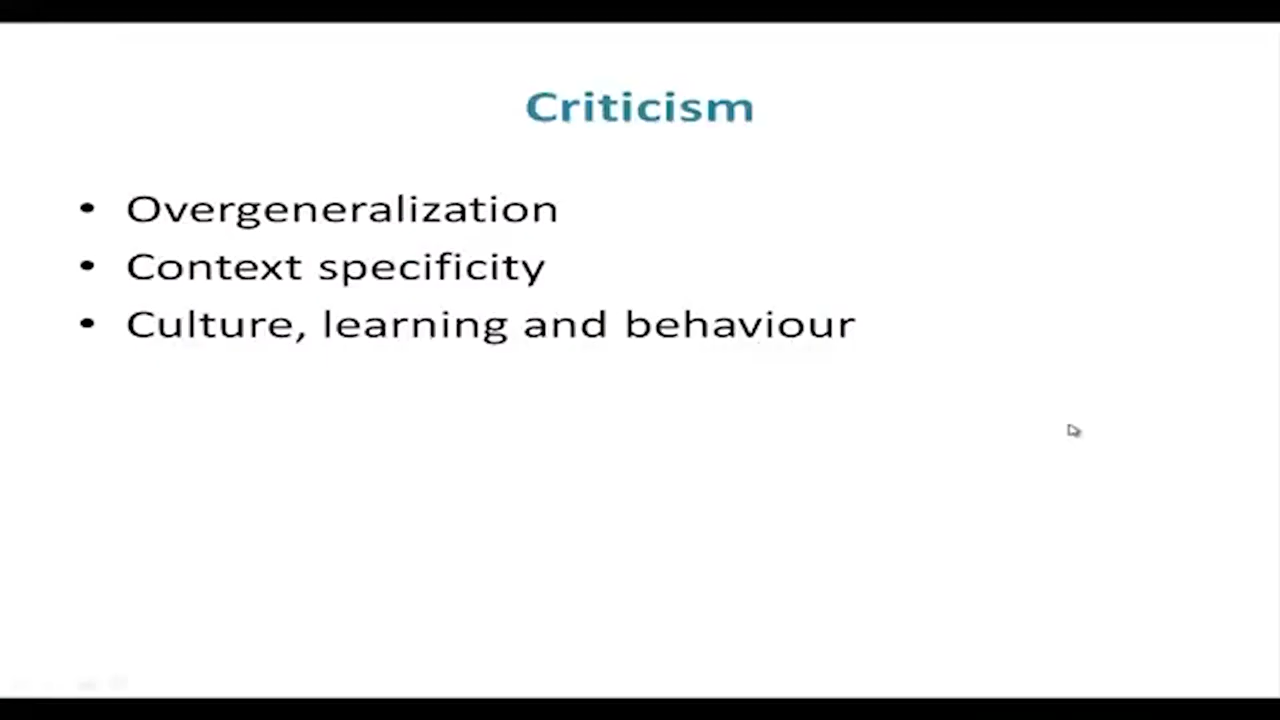 Criticism
• Overgeneralization
• Context specificity
• Culture, learning and behaviour